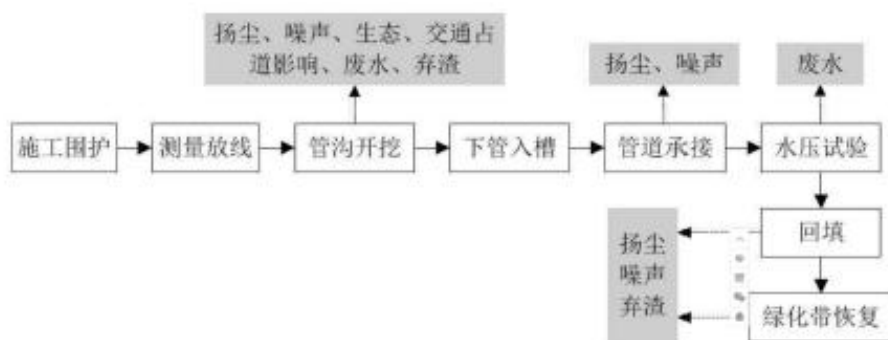 扬尘、噪声、生态、交通占
道影响、废水、弃渣
扬尘、噪声
废水
施工围护
测量放线
管沟开挖
下管入槽
管道承接
水压试验
扬尘
噪声
弃渣
回填
绿化带恢复